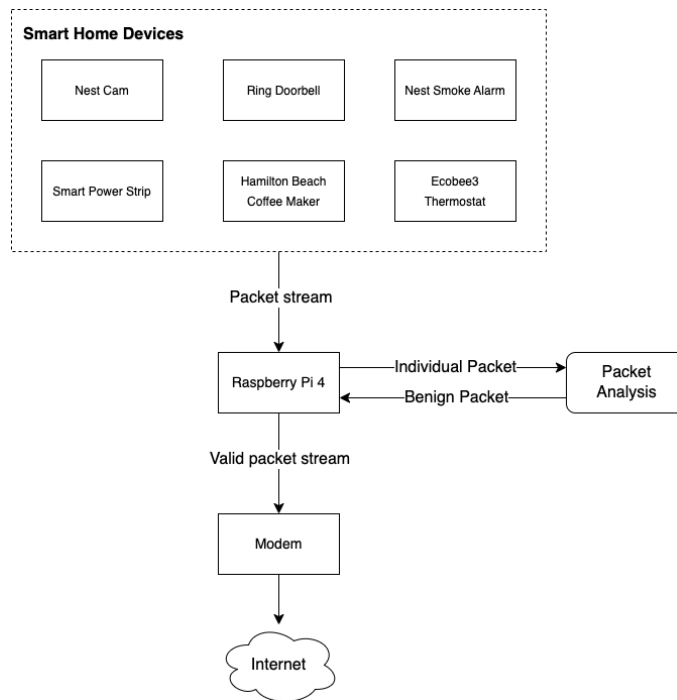 Smart Home Devices
Nest Cam
Ring Doorbell
Nest Smoke Alarm
Smart Power Strip
Hamilton Beach
Coffee Maker
Ecobee3
Thermostat
Packet stream
Raspberry Pi 4
Individual Packet
Benign Packet
Packet
Analysis
Valid packet stream
Modem
Internet